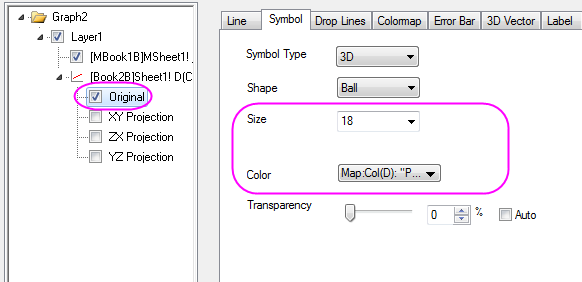 Graph2
Layer1
[MBook1B]MSheet1!
[Book2B]Sheet1! D(C
Original
XY Projection
ZX Projection
YZ Projection
Line Symbol Drop Lines Colormap Error Bar 3D Vector Label
Symbol Type 3D
Shape Ball
Size 18
Color Map:Col(D): "P...
Transparency 0 % Auto